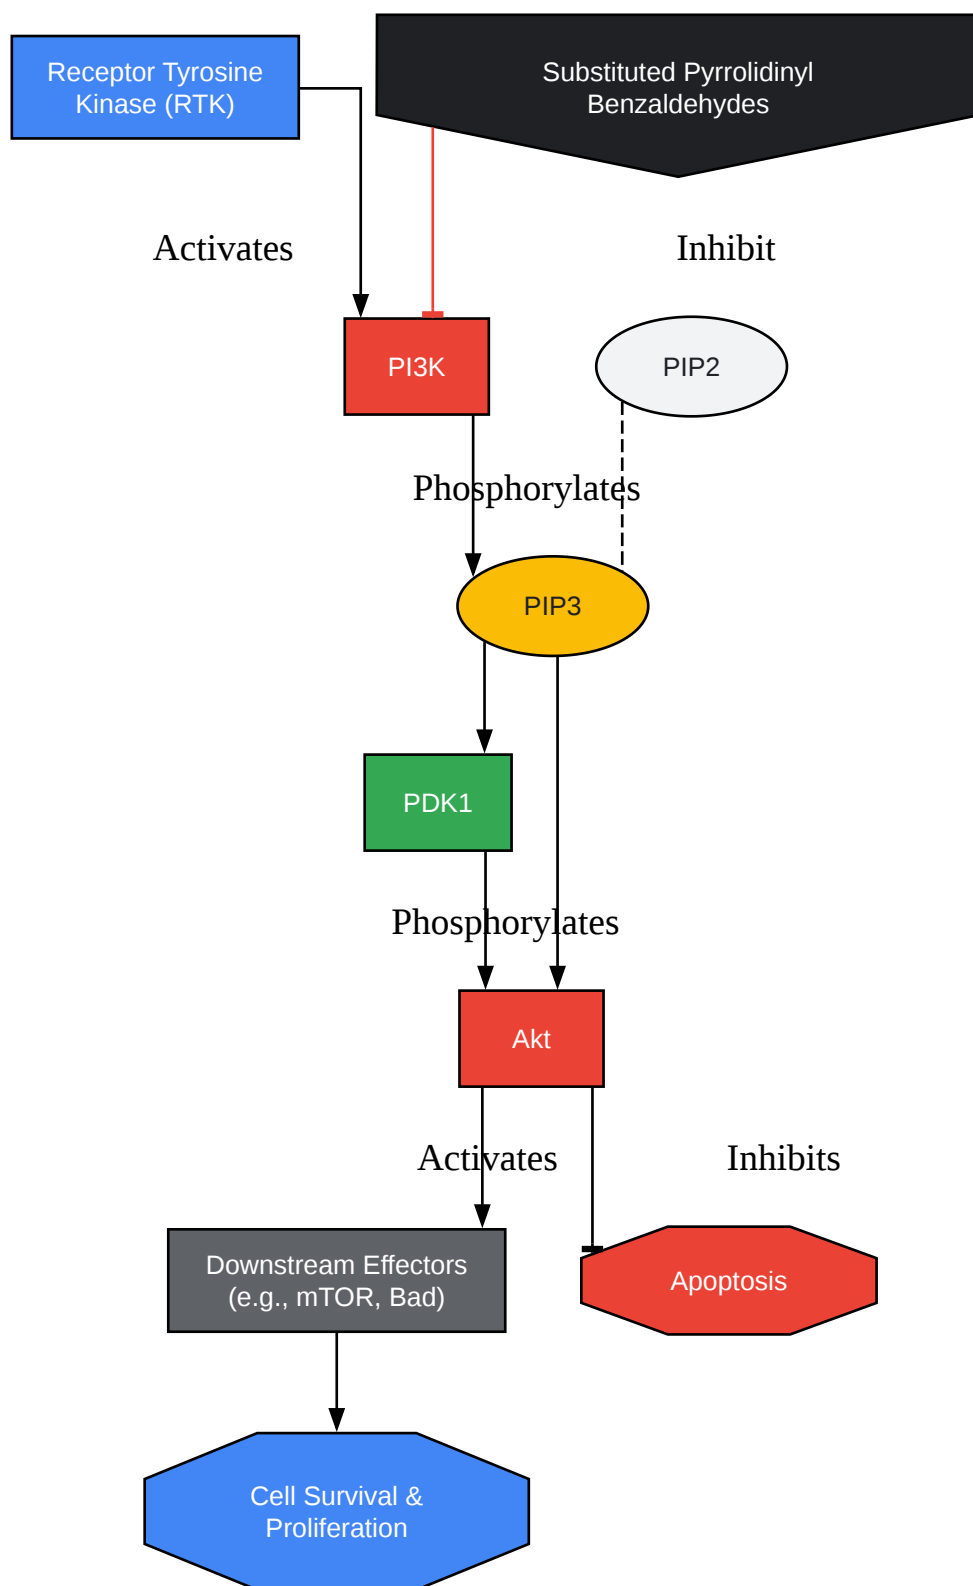 Receptor Tyrosine
Kinase (RTK)
Substituted Pyrrolidinyl
Benzaldehydes
Activates
Inhibit
PI3K
PIP2
Phosphorylates
PIP3
PDK1
Phosphorylates
Akt
Activates
Inhibits
Downstream Effectors
(e.g., mTOR, Bad)
Apoptosis
Cell Survival &
Proliferation